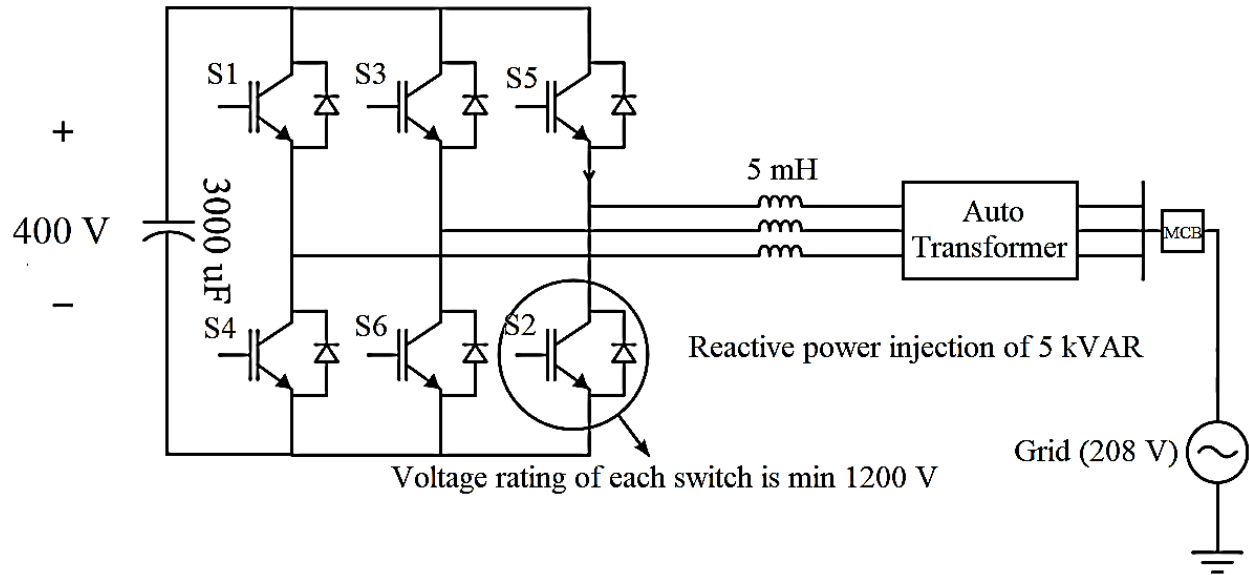 S1
S3
S5
+
400 V
−
3000 uF
5 mH
Auto
Transformer
MCB
S4
S6
S2
Reactive power injection of 5 kVAR
Grid (208 V)
Voltage rating of each switch is min 1200 V